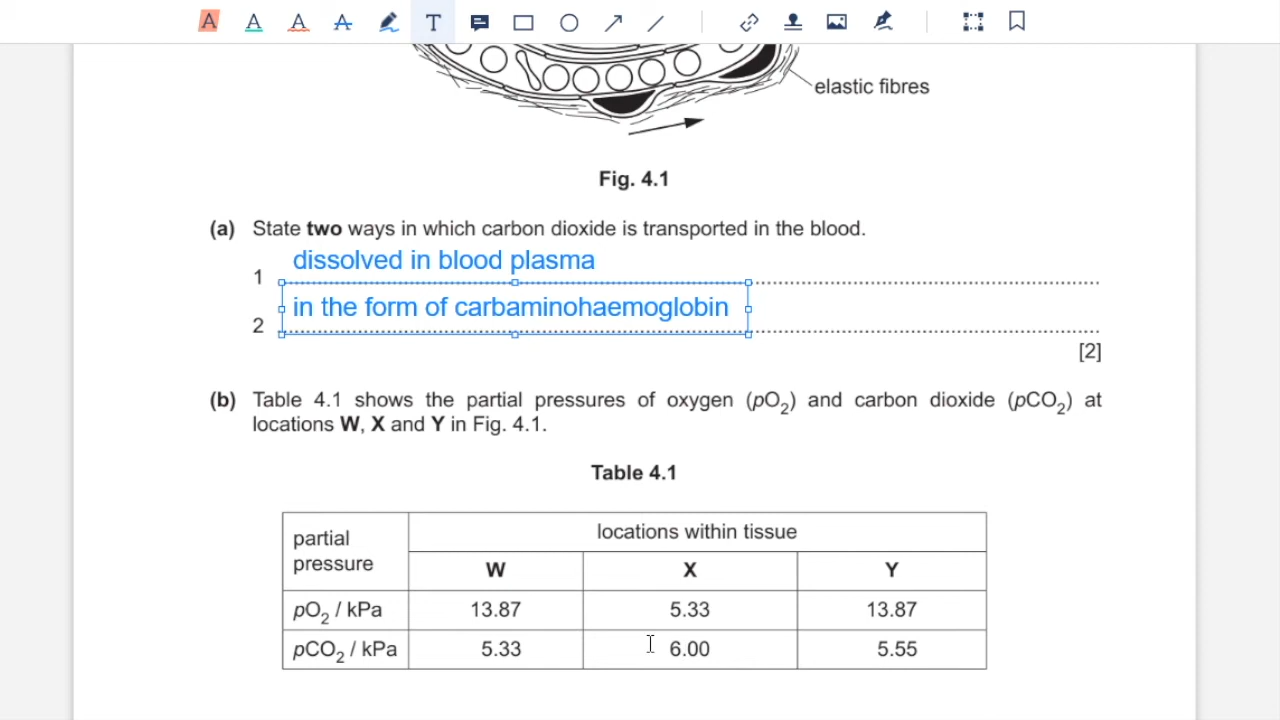 elastic fibres
Fig. 4.1
(a) State two ways in which carbon dioxide is transported in the blood.
dissolved in blood plasma
1
in the form of carbaminohaemoglobin
2
[2]
(b) Table 4.1 shows the partial pressures of oxygen (pO2) and carbon dioxide (pCO2) at
locations W, X and Y in Fig. 4.1.
Table 4.1
partial pressure locations within tissue
W X Y
pO2 / kPa 13.87 5.33 13.87
pCO2 / kPa 5.33 6.00 5.55